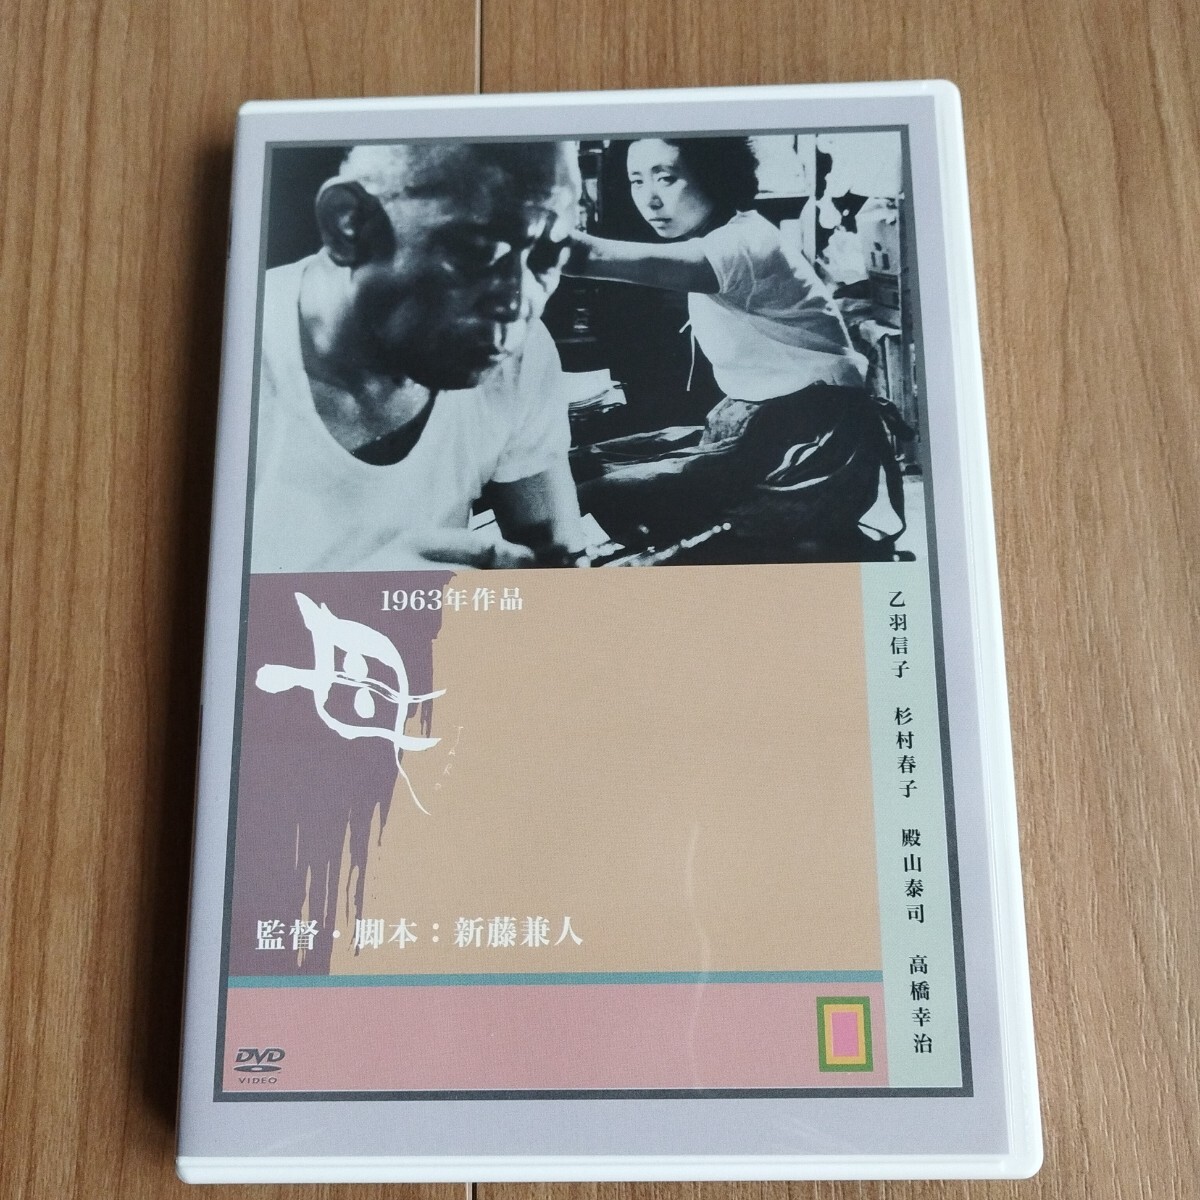 1963年作品
母
TARO
監督・脚本：新藤兼人
乙羽信子 杉村春子 殿山泰司 高橋幸治
DVD
VIDEO